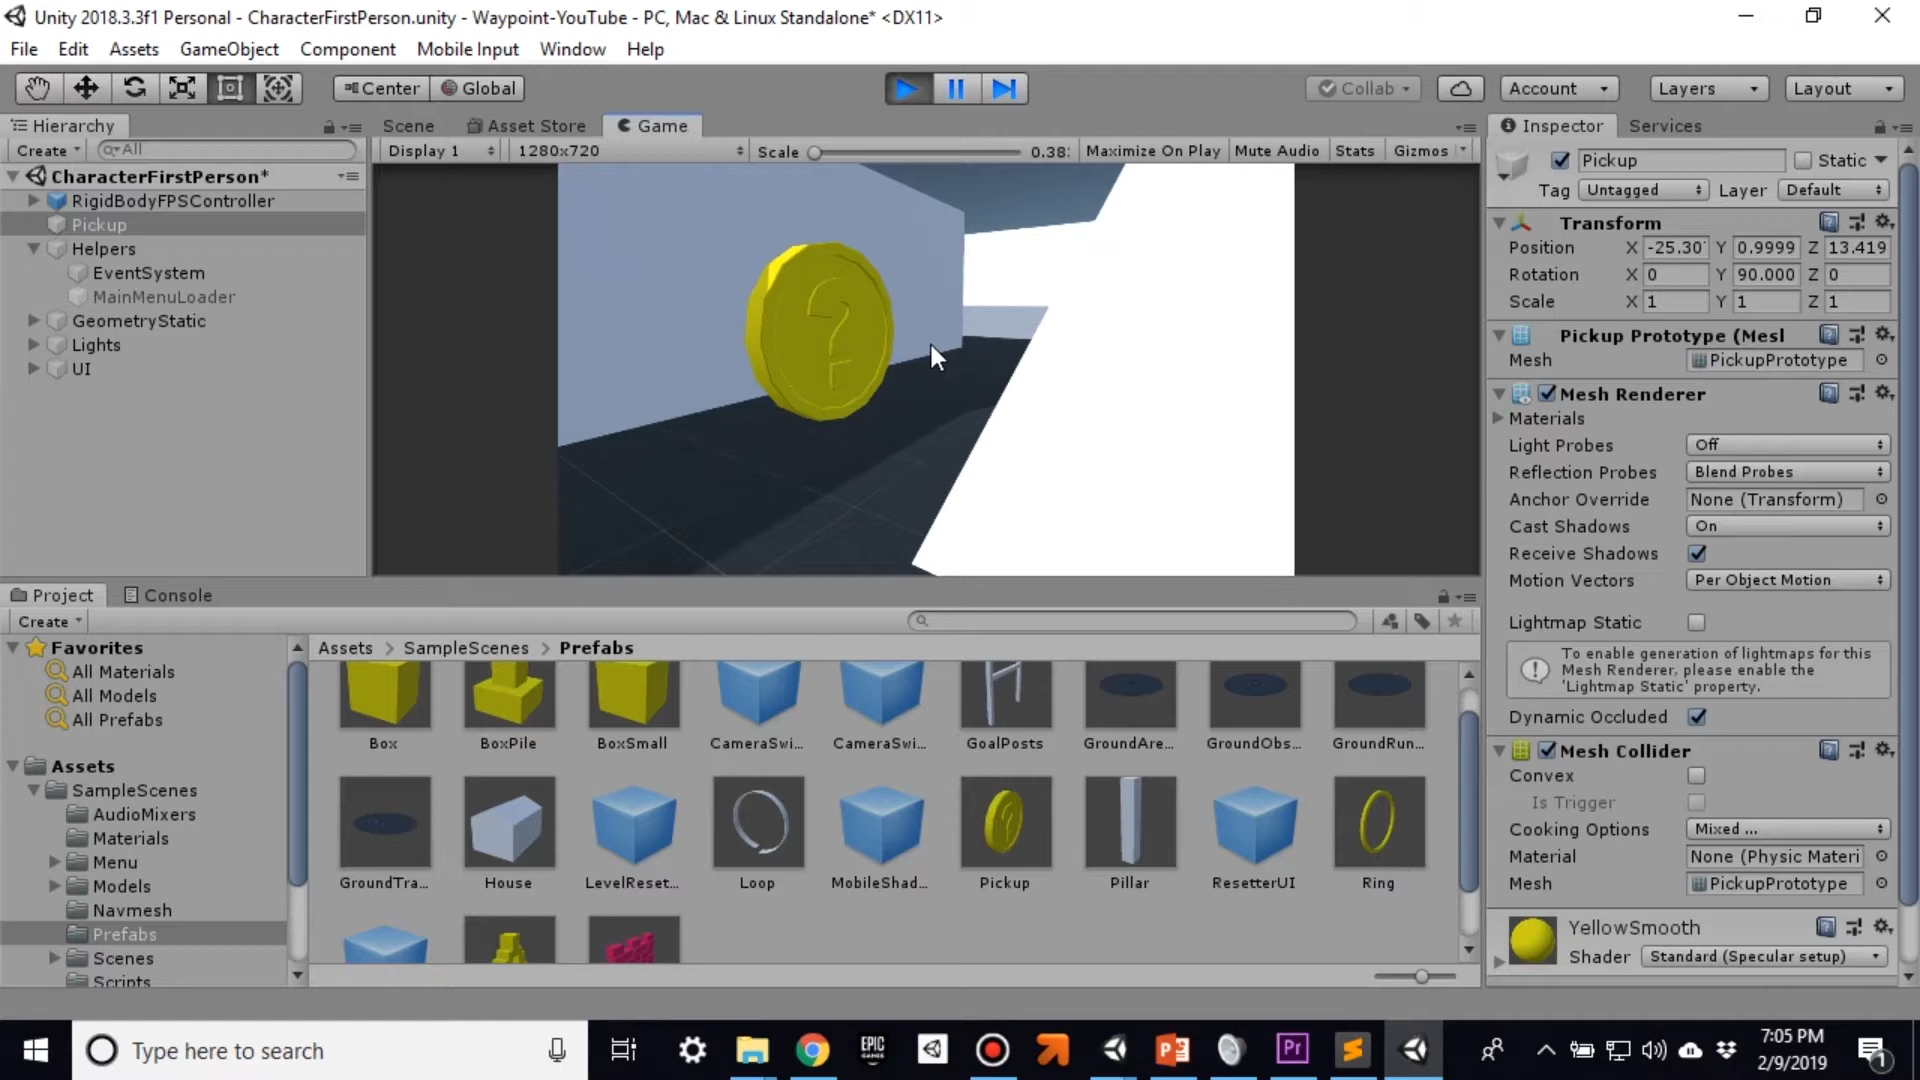 Unity 2018.3.3f1 Personal - CharacterFirstPerson.unity - Waypoint-YouTube - PC, Mac & Linux Standalone* <DX11>
File Edit Assets GameObject Component Mobile Input Window Help
Center Global Collab Account Layers Layout
Hierarchy
Create All
CharacterFirstPerson*
RigidBodyFPSController
Pickup
Helpers
EventSystem
MainMenuLoader
GeometryStatic
Lights
UI
Scene Asset Store Game
Display 1 1280x720 Scale 0.38 Maximize On Play Mute Audio Stats Gizmos
?
Inspector Services
Pickup Static
Tag Untagged Layer Default
Transform
Position X -25.30 Y 0.9999 Z 13.419
Rotation X 0 Y 90.000 Z 0
Scale X 1 Y 1 Z 1
Pickup Prototype (Mesl
Mesh PickupPrototype
Mesh Renderer
Materials
Light Probes Off
Reflection Probes Blend Probes
Anchor Override None (Transform)
Cast Shadows On
Receive Shadows
Motion Vectors Per Object Motion
Lightmap Static
To enable generation of lightmaps for this
Mesh Renderer, please enable the
'Lightmap Static' property.
Dynamic Occluded
Mesh Collider
Convex
Is Trigger
Cooking Options Mixed ...
Material None (Physic Materi
Mesh PickupPrototype
YellowSmooth
Shader Standard (Specular setup)
Project Console
Create
Favorites
All Materials
All Models
All Prefabs
Assets
SampleScenes
AudioMixers
Materials
Menu
Models
Navmesh
Prefabs
Scenes
Scripts
Assets > SampleScenes > Prefabs
Box BoxPile BoxSmall CameraSwi... CameraSwi... GoalPosts GroundAre... GroundObs... GroundRun...
GroundTra... House LevelReset... Loop MobileShad... Pickup Pillar ResetterUI Ring
Type here to search
EPIC GAMES
P
Pr
7:05 PM
2/9/2019
1